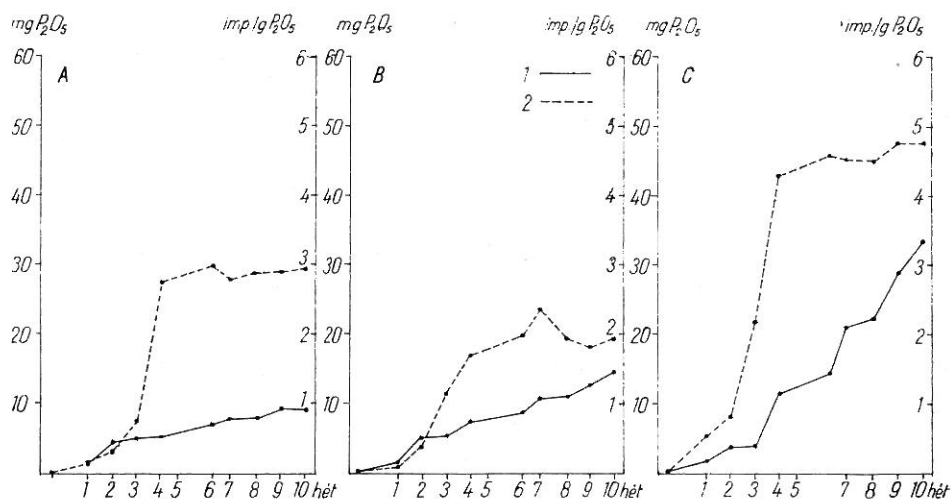 mg P₂O₅ imp./g P₂O₅ mg P₂O₅ imp./g P₂O₅ mg P₂O₅ imp./g P₂O₅
60 6 60 6 60 6
A B 1 C
2
50 5 50 5 50 5
40 4 40 4 40 4
30 3 30 3 30 3
20 2 20 2 20 2
10 1 10 1 10 1
1 2 3 4 5 6 7 8 9 10 hét 1 2 3 4 5 6 7 8 9 10 hét 1 2 3 4 5 6 7 8 9 10 hét